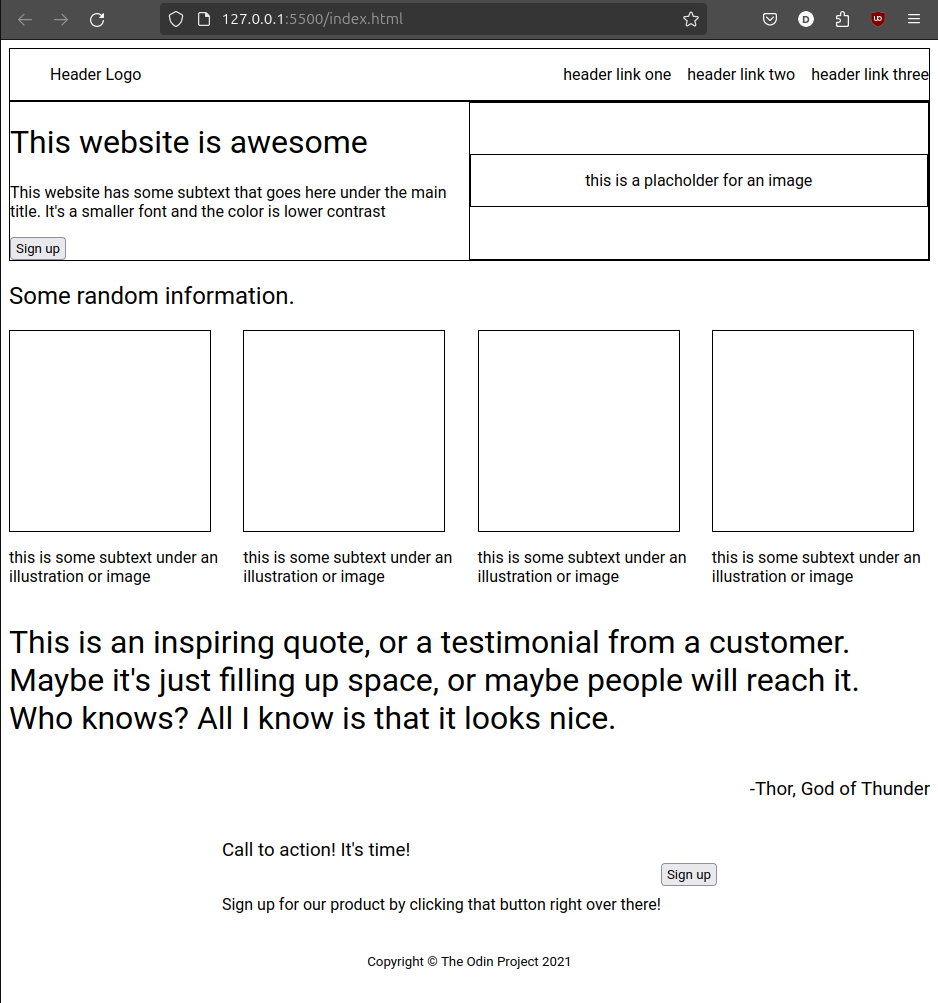 127.0.0.1:5500/index.html
Header Logo
header link one header link two header link three
This website is awesome
This website has some subtext that goes here under the main
title. It's a smaller font and the color is lower contrast
Sign up
this is a placholder for an image
Some random information.
this is some subtext under an
illustration or image
this is some subtext under an
illustration or image
this is some subtext under an
illustration or image
this is some subtext under an
illustration or image
This is an inspiring quote, or a testimonial from a customer.
Maybe it's just filling up space, or maybe people will reach it.
Who knows? All I know is that it looks nice.
-Thor, God of Thunder
Call to action! It's time!
Sign up
Sign up for our product by clicking that button right over there!
Copyright © The Odin Project 2021